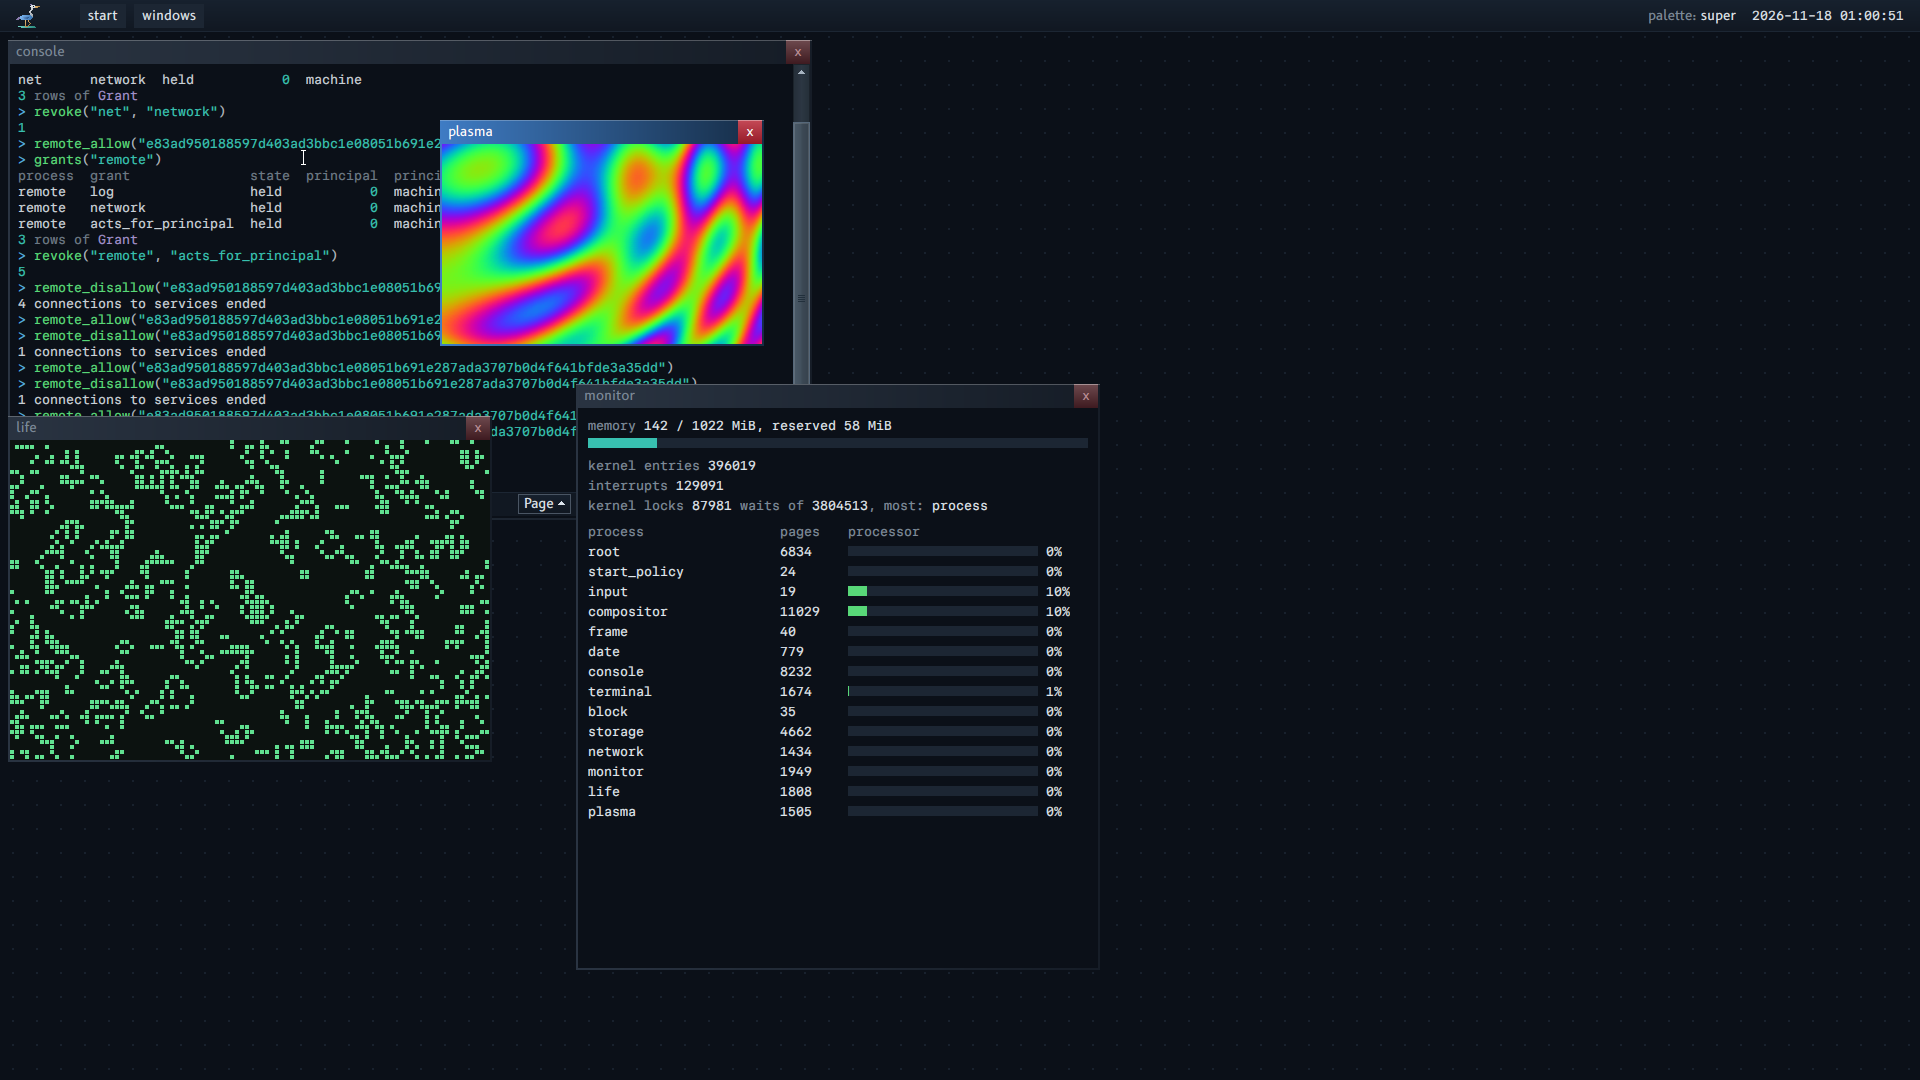 start windows palette: super 2026-11-18 01:00:51
console x
net network held 0 machine
3 rows of Grant
> revoke("net", "network")
1
> remote_allow("e83ad950188597d403ad3bbc1e08051b691e2
> grants("remote")
process grant state principal princi
remote log held 0 machin
remote network held 0 machin
remote acts_for_principal held 0 machin
3 rows of Grant
> revoke("remote", "acts_for_principal")
5
> remote_disallow("e83ad950188597d403ad3bbc1e08051b69
4 connections to services ended
> remote_allow("e83ad950188597d403ad3bbc1e08051b691e2
> remote_disallow("e83ad950188597d403ad3bbc1e08051b69
1 connections to services ended
> remote_allow("e83ad950188597d403ad3bbc1e08051b691e287ada3707b0d4f641bfde3a35dd")
> remote_disallow("e83ad950188597d403ad3bbc1e08051b691e287ada3707b0d4f641bfde3a35dd")
1 connections to services ended
> remote_allow("e83ad950188597d403ad3bbc1e08051b691e287ada3707b0d4f641
da3707b0d4f
Page
plasma x
life x
monitor x
memory 142 / 1022 MiB, reserved 58 MiB
kernel entries 396019
interrupts 129091
kernel locks 87981 waits of 3804513, most: process
process pages processor
root 6834 0%
start_policy 24 0%
input 19 10%
compositor 11029 10%
frame 40 0%
date 779 0%
console 8232 0%
terminal 1674 1%
block 35 0%
storage 4662 0%
network 1434 0%
monitor 1949 0%
life 1808 0%
plasma 1505 0%